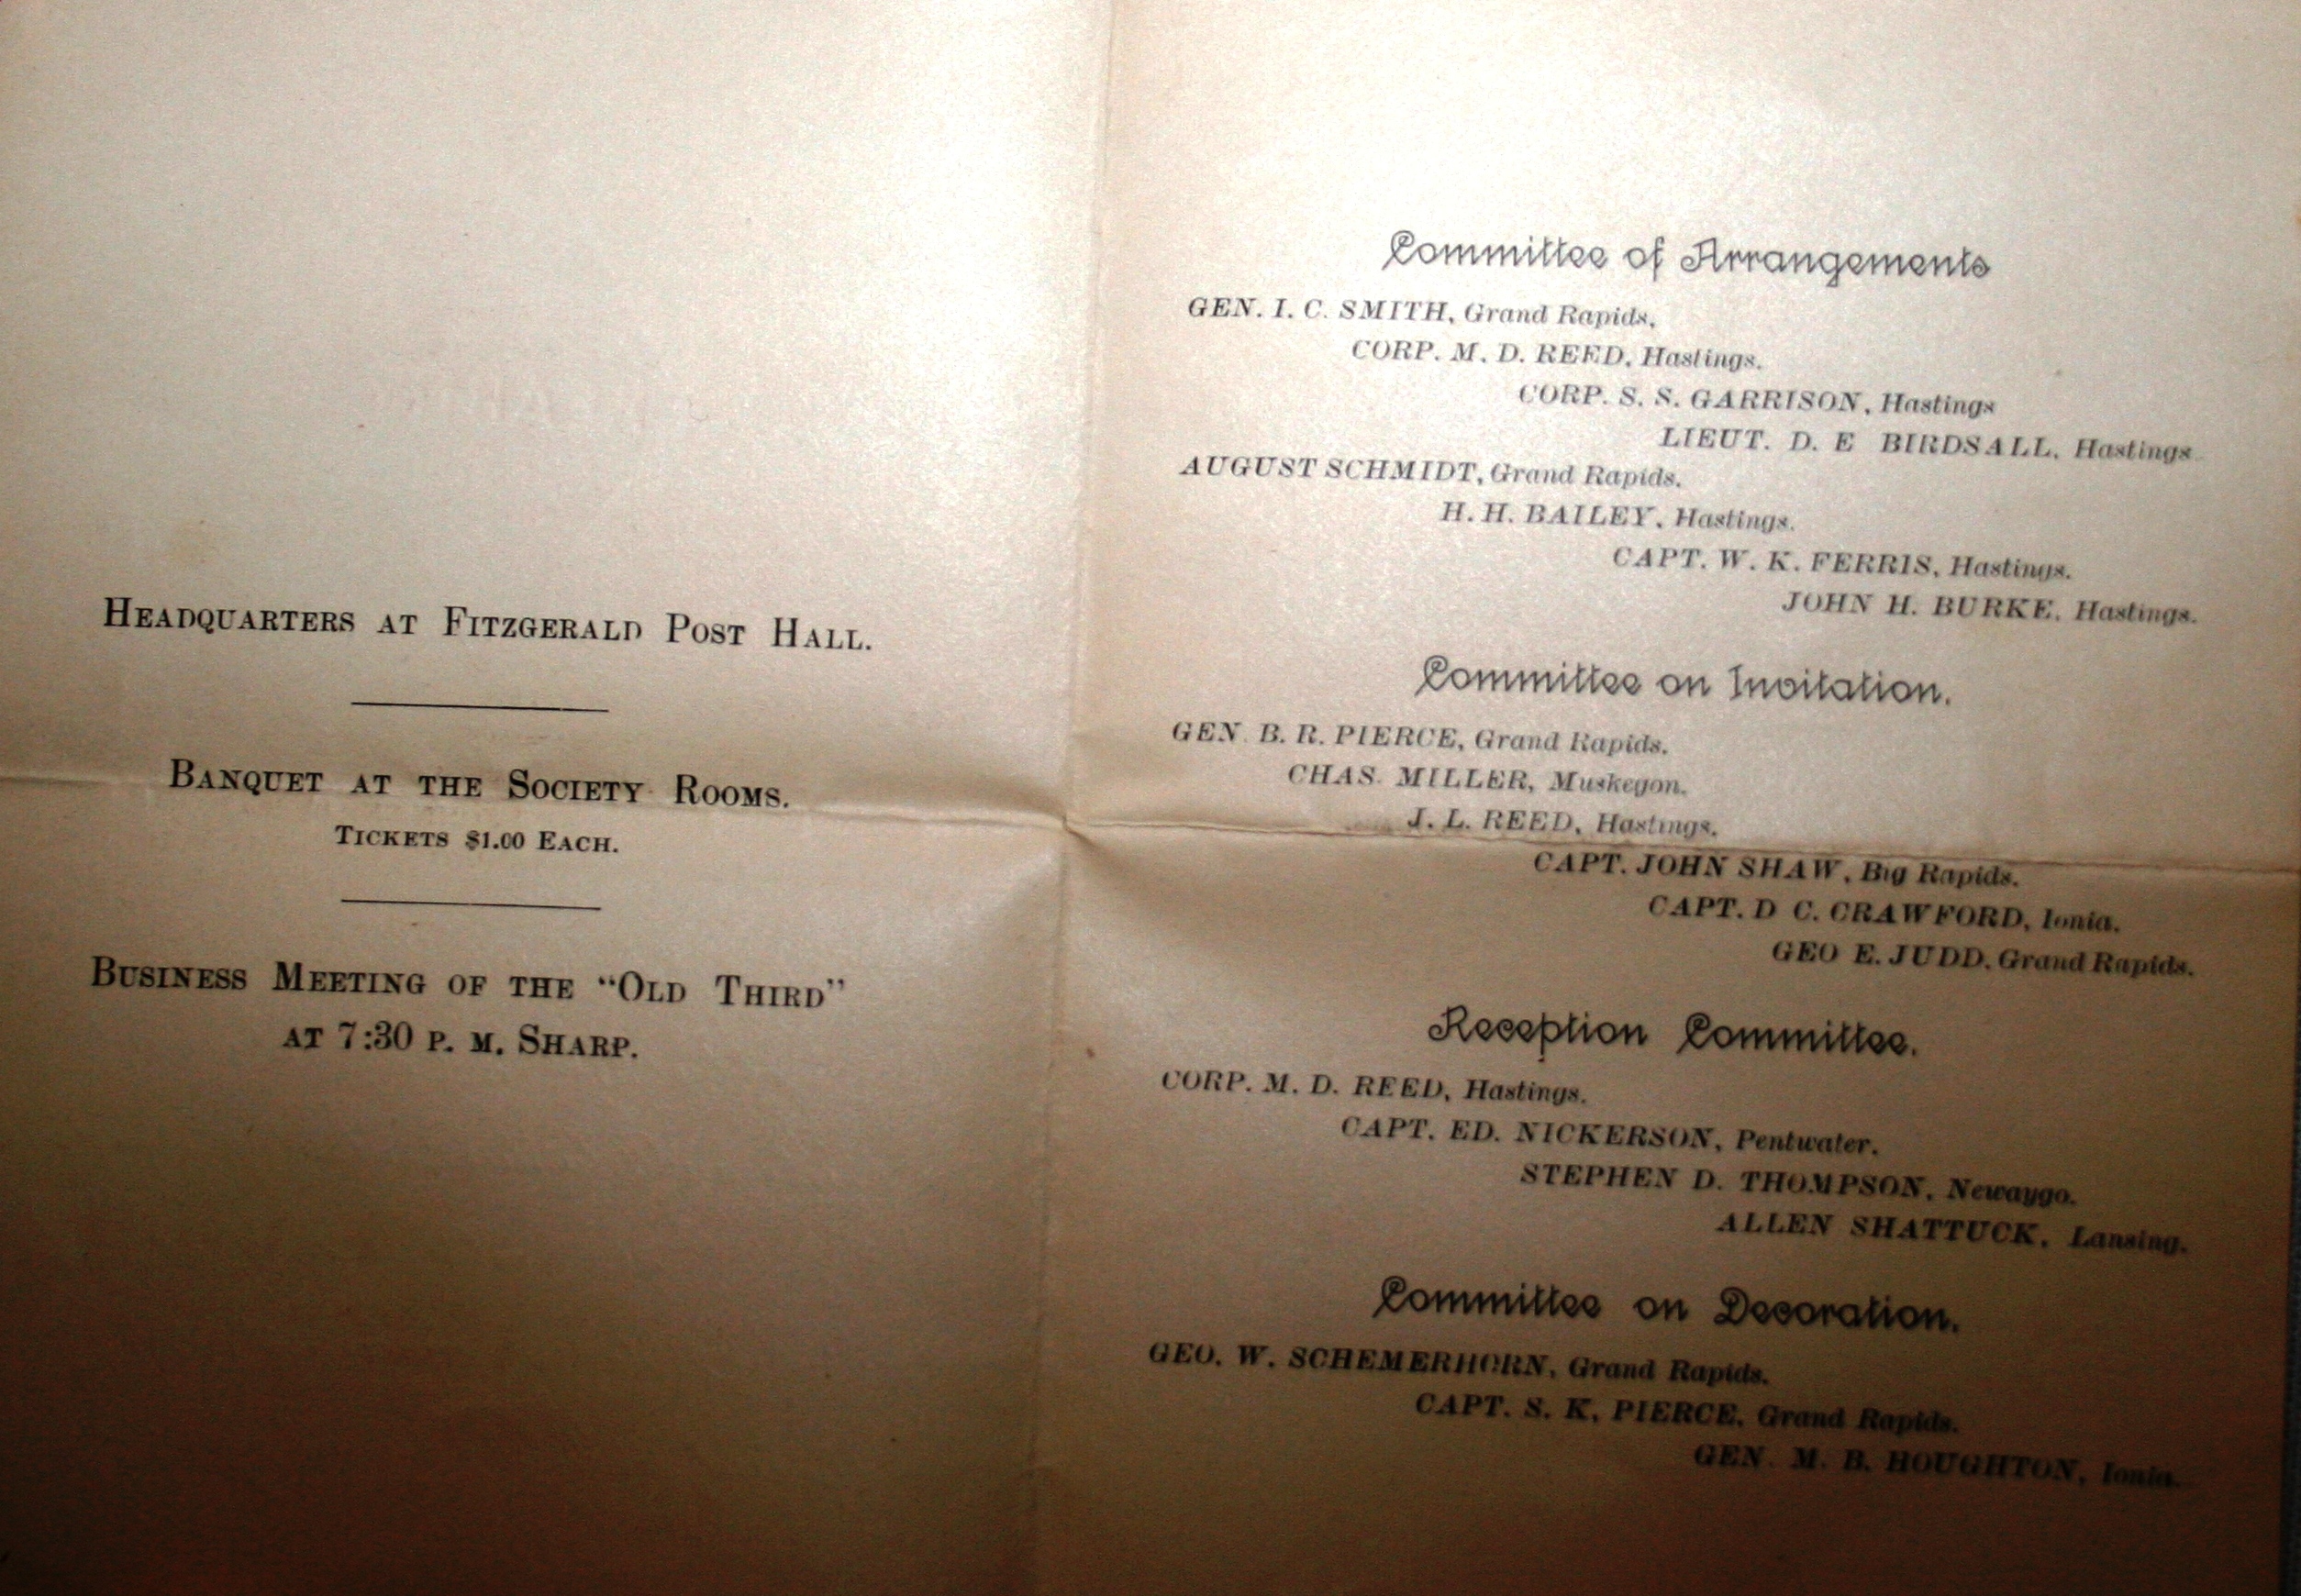 Headquarters at Fitzgerald Post Hall.
Banquet at the Society Rooms.
Tickets $1.00 Each.
Business Meeting of the "Old Third"
at 7:30 P. M. Sharp.
Committee of Arrangements
GEN. I. C. SMITH, Grand Rapids,
CORP. M. D. REED, Hastings.
CORP. S. S. GARRISON, Hastings
LIEUT. D. E BIRDSALL, Hastings
AUGUST SCHMIDT, Grand Rapids.
H. H. BAILEY, Hastings.
CAPT. W. K. FERRIS, Hastings.
JOHN H. BURKE, Hastings.
Committee on Invitation.
GEN. B. R. PIERCE, Grand Rapids.
CHAS. MILLER, Muskegon.
J. L. REED, Hastings.
CAPT. JOHN SHAW, Big Rapids.
CAPT. D C. CRAWFORD, Ionia.
GEO E. JUDD, Grand Rapids.
Reception Committee.
CORP. M. D. REED, Hastings.
CAPT. ED. NICKERSON, Pentwater.
STEPHEN D. THOMPSON, Newaygo.
ALLEN SHATTUCK, Lansing.
Committee on Decoration.
GEO. W. SCHEMERHORN, Grand Rapids.
CAPT. S. K. PIERCE, Grand Rapids.
GEN. M. B. HOUGHTON, Ionia.